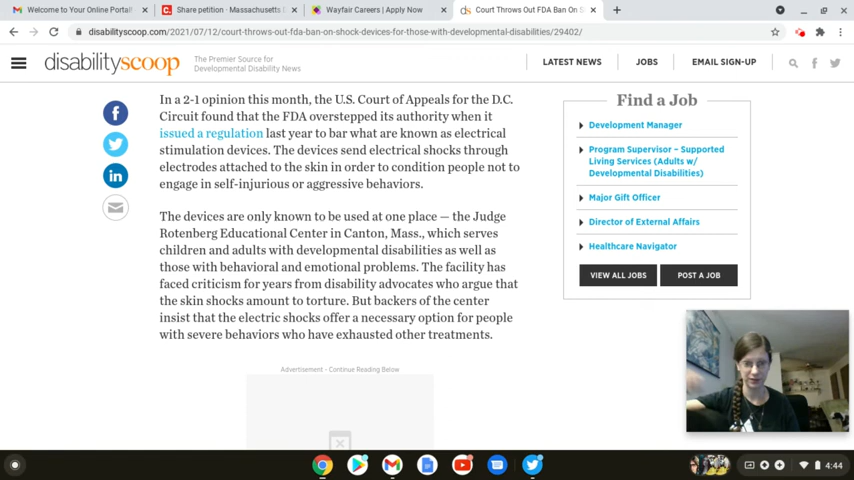 Welcome to Your Online Portal
Share petition · Massachusetts D
Wayfair Careers | Apply Now
Court Throws Out FDA Ban On S
disabilityscoop.com/2021/07/12/court-throws-out-fda-ban-on-shock-devices-for-those-with-developmental-disabilities/29402/
disabilityscoop
The Premier Source for
Developmental Disability News
LATEST NEWS
JOBS
EMAIL SIGN-UP
In a 2-1 opinion this month, the U.S. Court of Appeals for the D.C.
Circuit found that the FDA overstepped its authority when it
issued a regulation last year to bar what are known as electrical
stimulation devices. The devices send electrical shocks through
electrodes attached to the skin in order to condition people not to
engage in self-injurious or aggressive behaviors.
The devices are only known to be used at one place — the Judge
Rotenberg Educational Center in Canton, Mass., which serves
children and adults with developmental disabilities as well as
those with behavioral and emotional problems. The facility has
faced criticism for years from disability advocates who argue that
the skin shocks amount to torture. But backers of the center
insist that the electric shocks offer a necessary option for people
with severe behaviors who have exhausted other treatments.
Advertisement - Continue Reading Below
Find a Job
Development Manager
Program Supervisor – Supported
Living Services (Adults w/
Developmental Disabilities)
Major Gift Officer
Director of External Affairs
Healthcare Navigator
VIEW ALL JOBS
POST A JOB
4:44